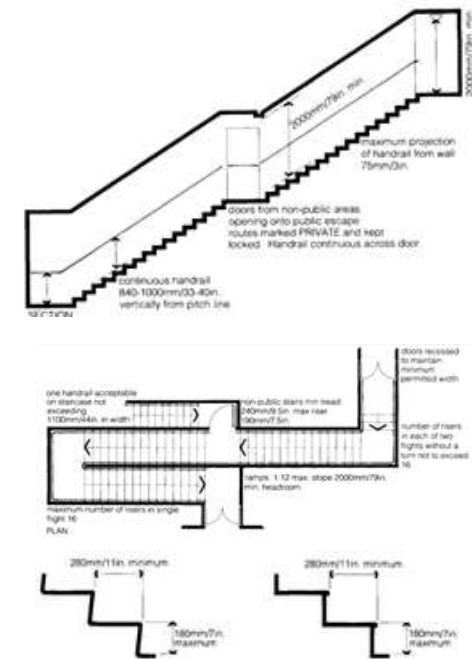 2000mm/79in. min
2000mm/79in. min.
maximum projection
of handrail from wall
75mm/3in.
doors from non-public areas
opening onto public escape
routes marked PRIVATE and kept
locked. Handrail continuous across door
continuous handrail
840-1000mm/33-40in.
vertically from pitch line
SECTION
doors recessed
to maintain
minimum
permitted width
one handrail acceptable
on staircase not
exceeding
1100mm/44in. in width
non-public stairs min tread
240mm/9.5in. max riser
190mm/7.5in.
number of risers
in each of two
flights without a
turn not to exceed
16
ramps 1:12 max. slope 2000mm/79in.
min. headroom
maximum number of risers in single
flight 16
PLAN
280mm/11in. minimum
280mm/11in. minimum
180mm/7in.
maximum
180mm/7in.
maximum